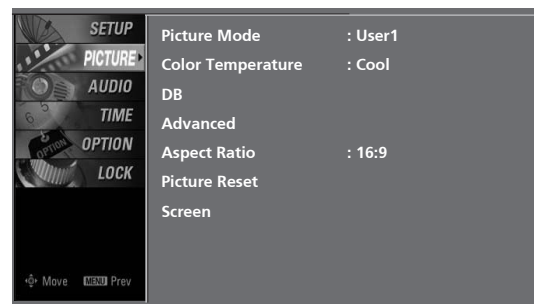 SETUP
PICTURE
AUDIO
TIME
OPTION
LOCK
Move MENU Prev
Picture Mode : User1
Color Temperature : Cool
DB
Advanced
Aspect Ratio : 16:9
Picture Reset
Screen